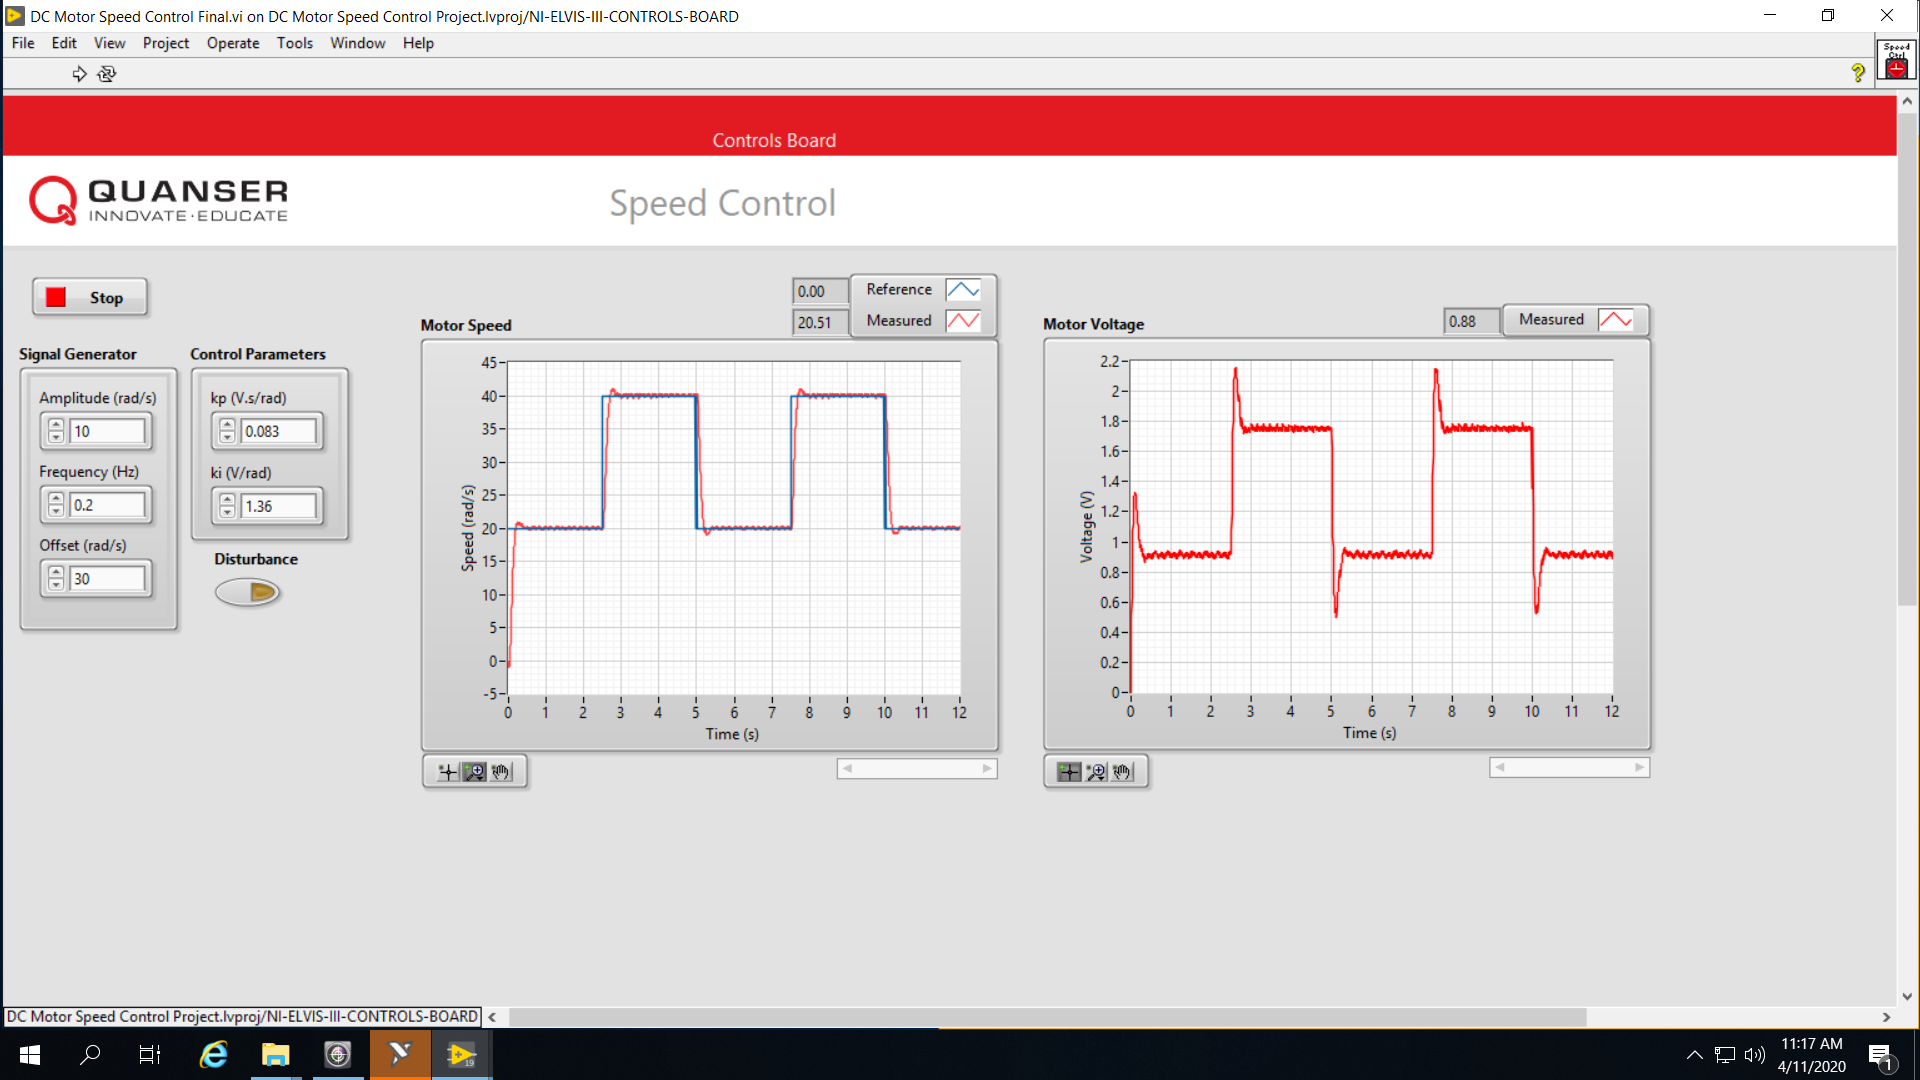 DC Motor Speed Control Final.vi on DC Motor Speed Control Project.lvproj/NI-ELVIS-III-CONTROLS-BOARD
File Edit View Project Operate Tools Window Help
Speed
Ctrl
?
Controls Board
QUANSER
INNOVATE·EDUCATE
Speed Control
Stop
Signal Generator
Amplitude (rad/s)
10
Frequency (Hz)
0.2
Offset (rad/s)
30
Control Parameters
kp (V.s/rad)
0.083
ki (V/rad)
1.36
Disturbance
Motor Speed
0.00 Reference
20.51 Measured
45
40
35
30
25
20
15
10
5
0
-5
Speed (rad/s)
0 1 2 3 4 5 6 7 8 9 10 11 12
Time (s)
Motor Voltage
0.88 Measured
2.2
2
1.8
1.6
1.4
1.2
1
0.8
0.6
0.4
0.2
0
Voltage (V)
0 1 2 3 4 5 6 7 8 9 10 11 12
Time (s)
DC Motor Speed Control Project.lvproj/NI-ELVIS-III-CONTROLS-BOARD
19
11:17 AM
4/11/2020
1